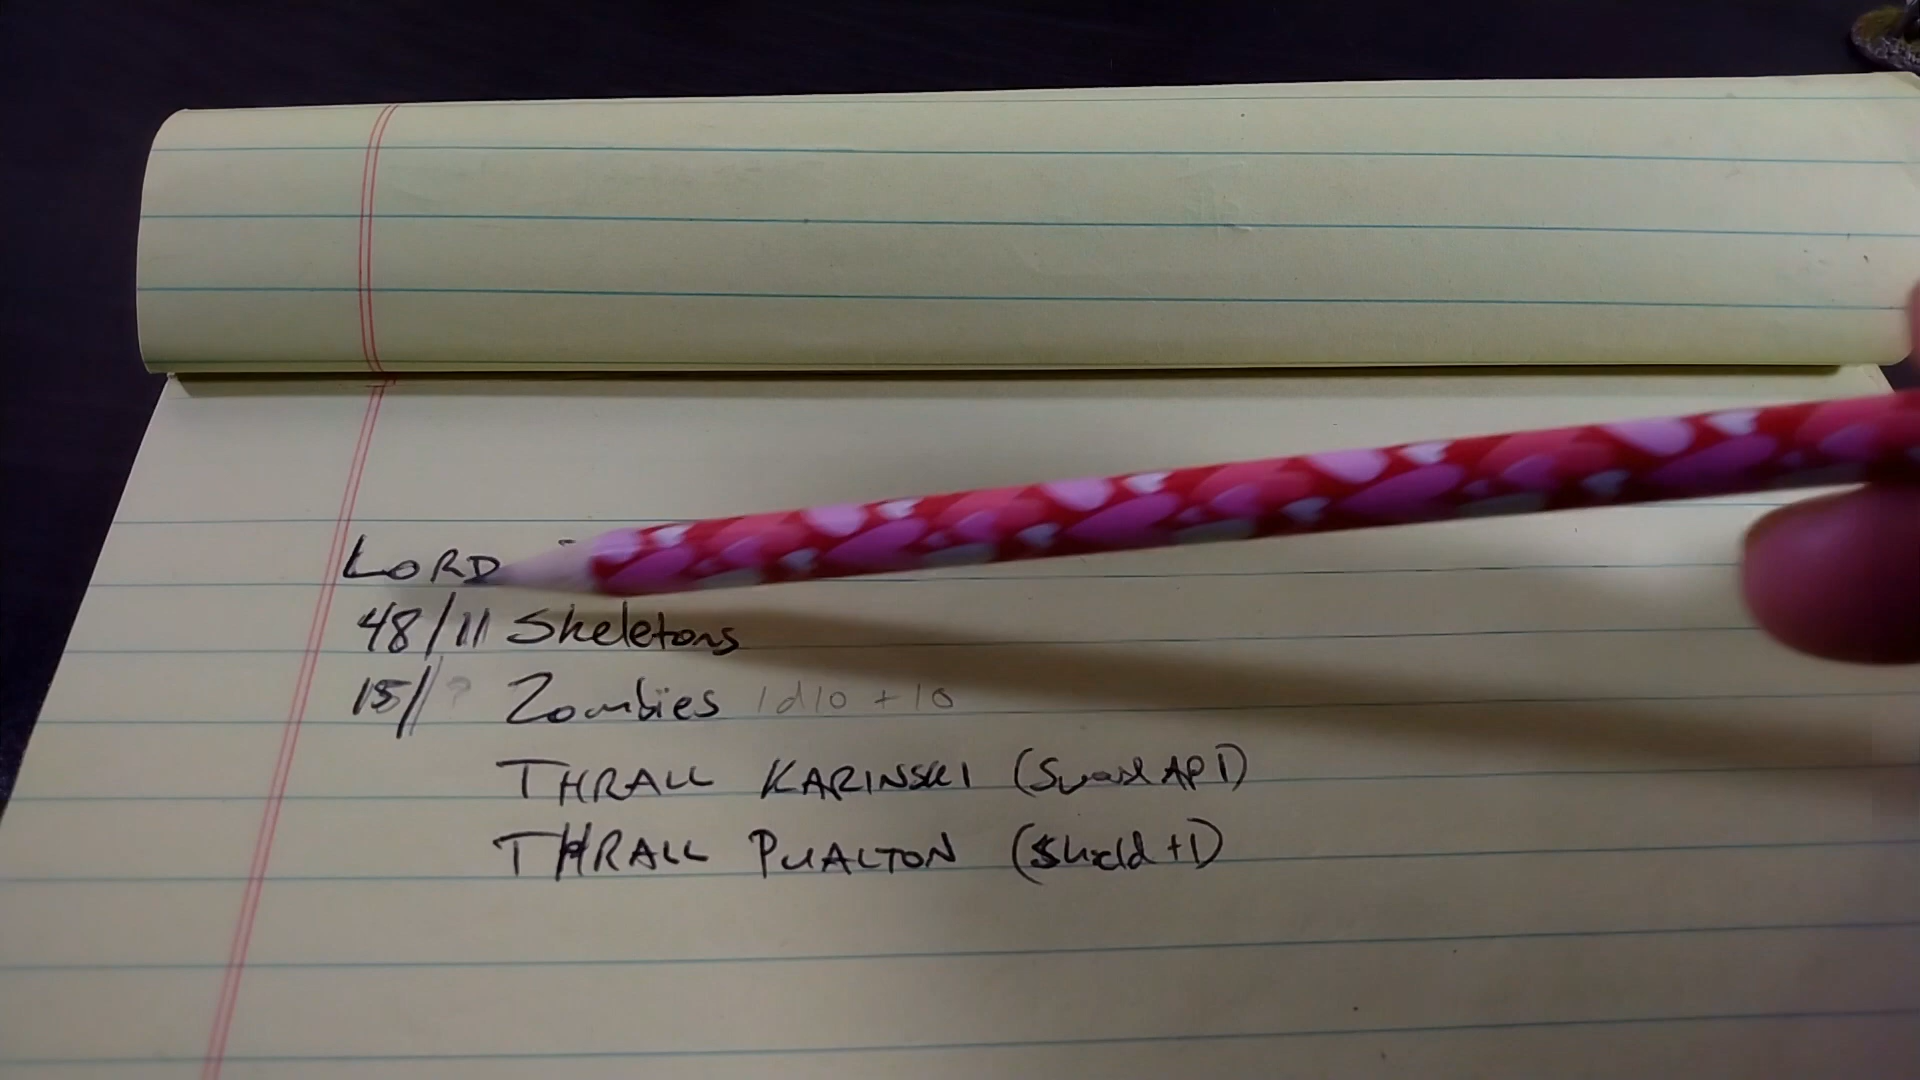 LORD
48/11 Skeletons
15/ ? Zombies 1d10 + 10
THRALL KARINSKI (Sword AP1)
THRALL PUALTON (Shield +1)